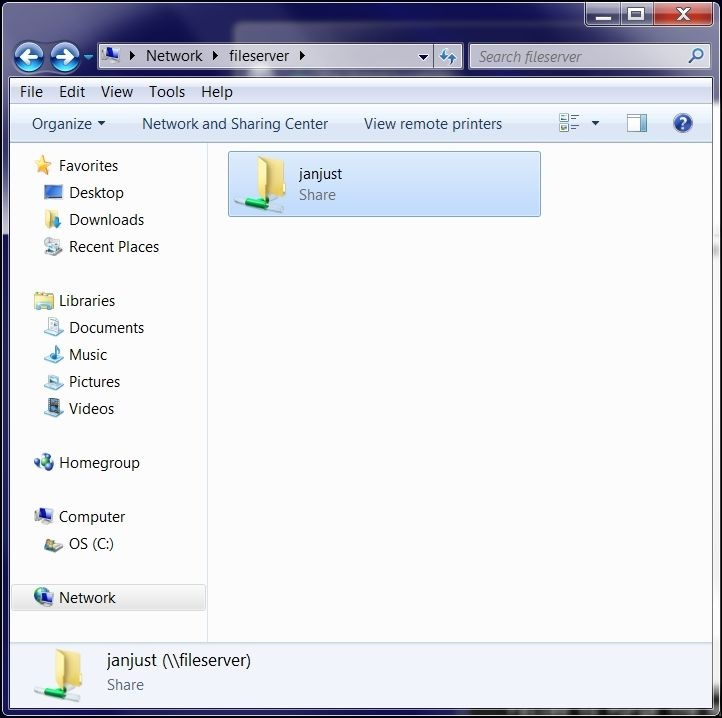 Network fileserver
Search fileserver
File Edit View Tools Help
Organize Network and Sharing Center View remote printers
Favorites
Desktop
Downloads
Recent Places
Libraries
Documents
Music
Pictures
Videos
Homegroup
Computer
OS (C:)
Network
janjust
Share
janjust (\\fileserver)
Share